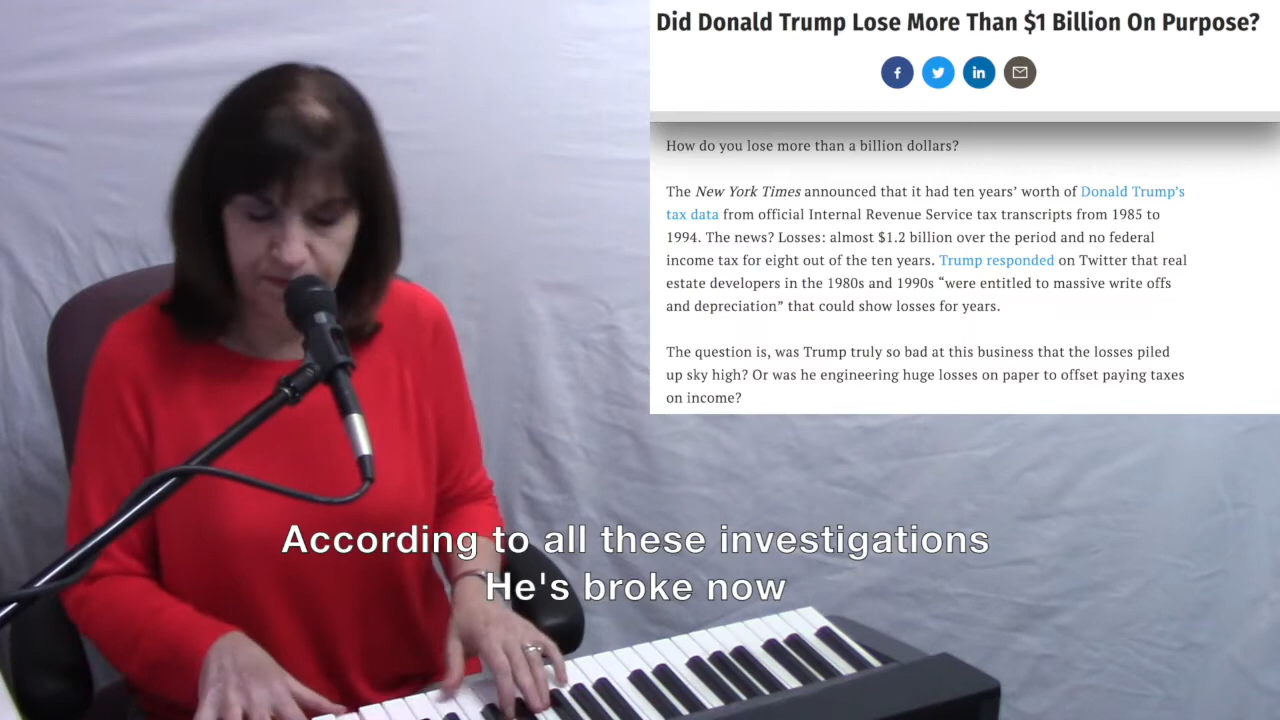 Did Donald Trump Lose More Than $1 Billion On Purpose?
f
in
How do you lose more than a billion dollars?
The New York Times announced that it had ten years’ worth of Donald Trump’s
tax data from official Internal Revenue Service tax transcripts from 1985 to
1994. The news? Losses: almost $1.2 billion over the period and no federal
income tax for eight out of the ten years. Trump responded on Twitter that real
estate developers in the 1980s and 1990s “were entitled to massive write offs
and depreciation” that could show losses for years.
The question is, was Trump truly so bad at this business that the losses piled
up sky high? Or was he engineering huge losses on paper to offset paying taxes
on income?
According to all these investigations
He's broke now